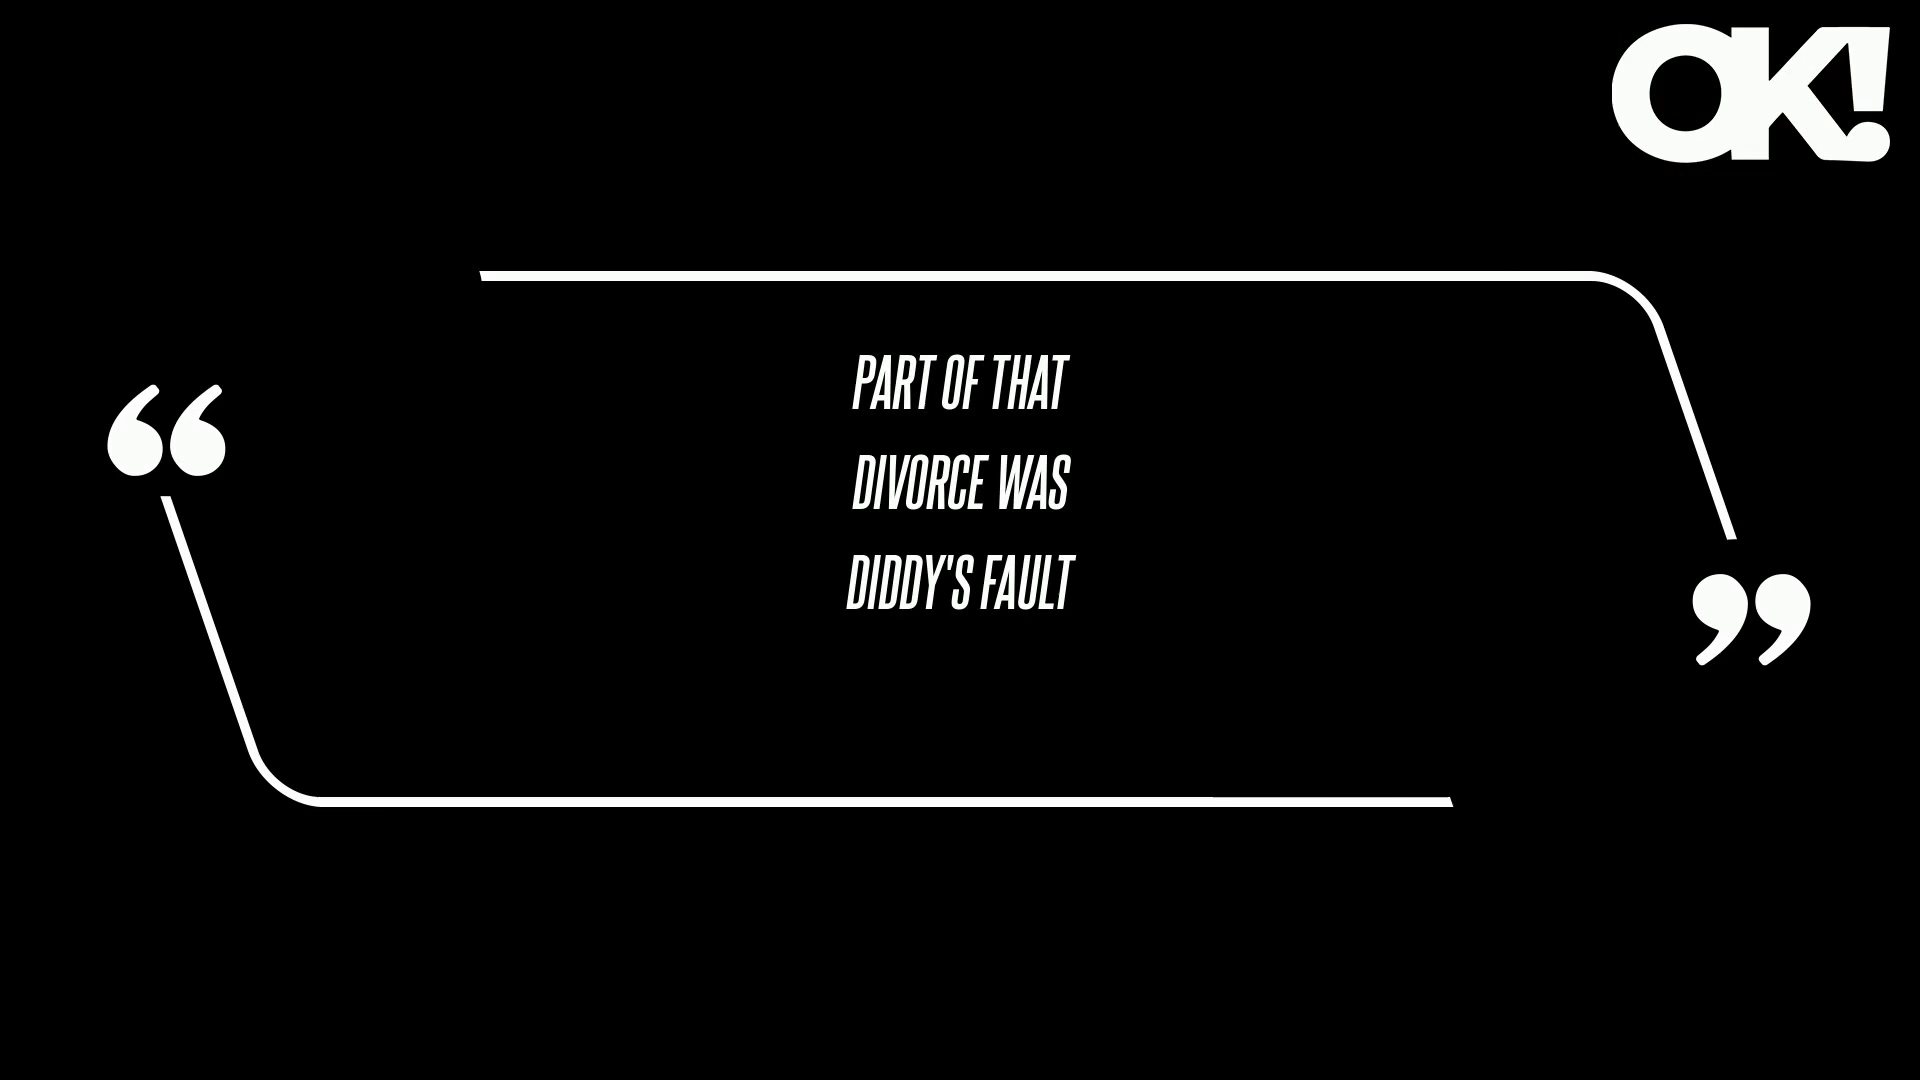 OK!
“
PART OF THAT
DIVORCE WAS
DIDDY'S FAULT
”